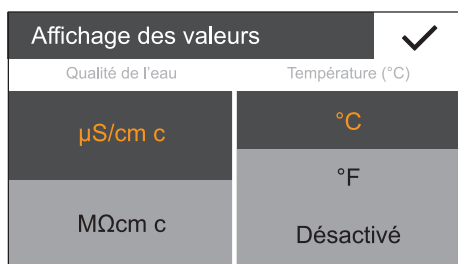 Affichage des valeurs
Qualité de l'eau
Température (°C)
µS/cm c
°C
°F
MΩcm c
Désactivé